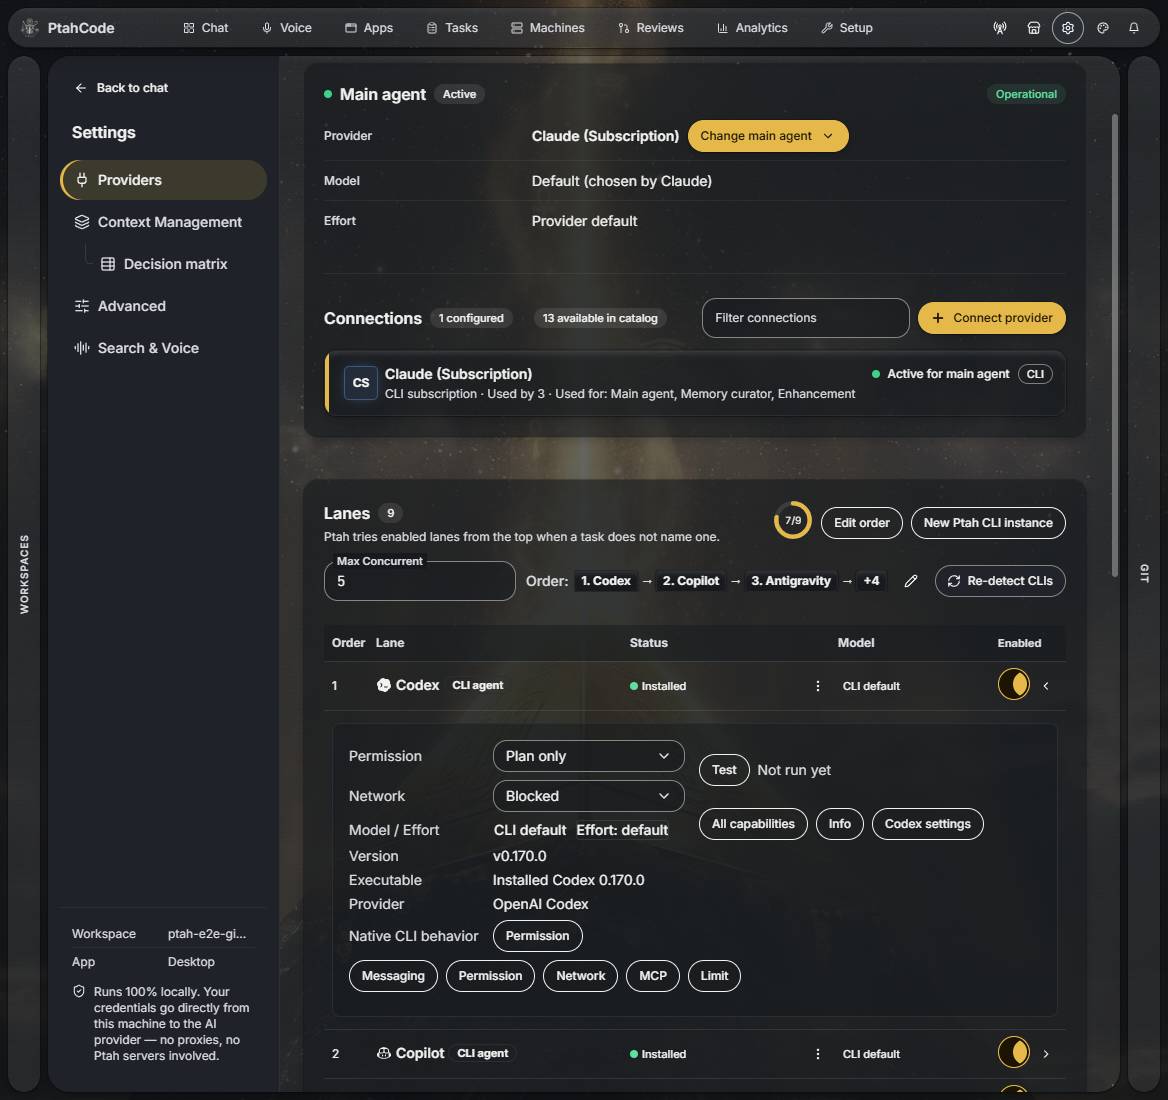 PtahCode
Chat
Voice
Apps
Tasks
Machines
Reviews
Analytics
Setup
WORKSPACES
Back to chat
Settings
Providers
Context Management
Decision matrix
Advanced
Search & Voice
Workspace ptah-e2e-gi...
App Desktop
Runs 100% locally. Your
credentials go directly from
this machine to the AI
provider — no proxies, no
Ptah servers involved.
Main agent Active Operational
Provider Claude (Subscription) Change main agent
Model Default (chosen by Claude)
Effort Provider default
Connections 1 configured 13 available in catalog Filter connections Connect provider
CS Claude (Subscription) Active for main agent CLI
CLI subscription · Used by 3 · Used for: Main agent, Memory curator, Enhancement
Lanes 9 7/9 Edit order New Ptah CLI instance
Ptah tries enabled lanes from the top when a task does not name one.
Max Concurrent
5 Order: 1. Codex → 2. Copilot → 3. Antigravity → +4 Re-detect CLIs
Order Lane Status Model Enabled
1 Codex CLI agent Installed CLI default
Permission Plan only Test Not run yet
Network Blocked
All capabilities Info Codex settings
Model / Effort CLI default Effort: default
Version v0.170.0
Executable Installed Codex 0.170.0
Provider OpenAI Codex
Native CLI behavior Permission
Messaging Permission Network MCP Limit
2 Copilot CLI agent Installed CLI default
GIT